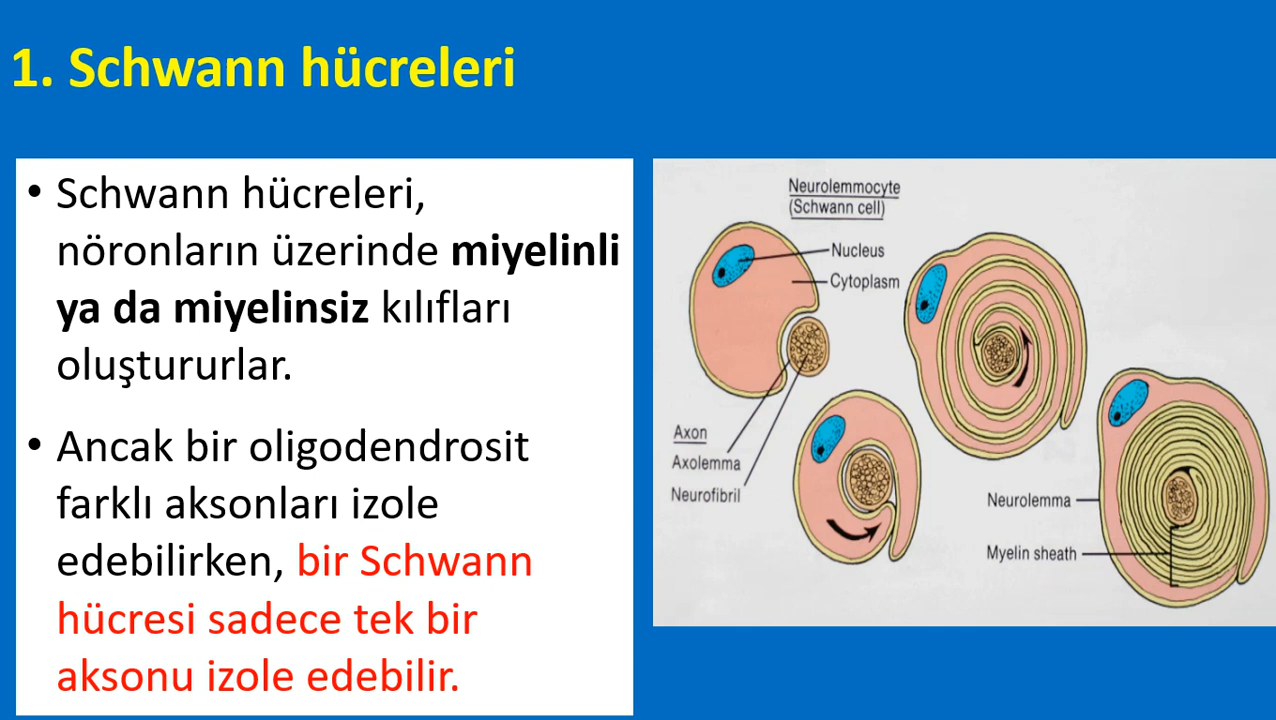 1. Schwann hücreleri
• Schwann hücreleri,
nöronların üzerinde miyelinli
ya da miyelinsiz kılıfları
oluştururlar.
• Ancak bir oligodendrosit
farklı aksonları izole
edebilirken, bir Schwann
hücresi sadece tek bir
aksonu izole edebilir.
Neurolemmocyte
(Schwann cell)
Nucleus
Cytoplasm
Axon
Axolemma
Neurofibril
Neurolemma
Myelin sheath